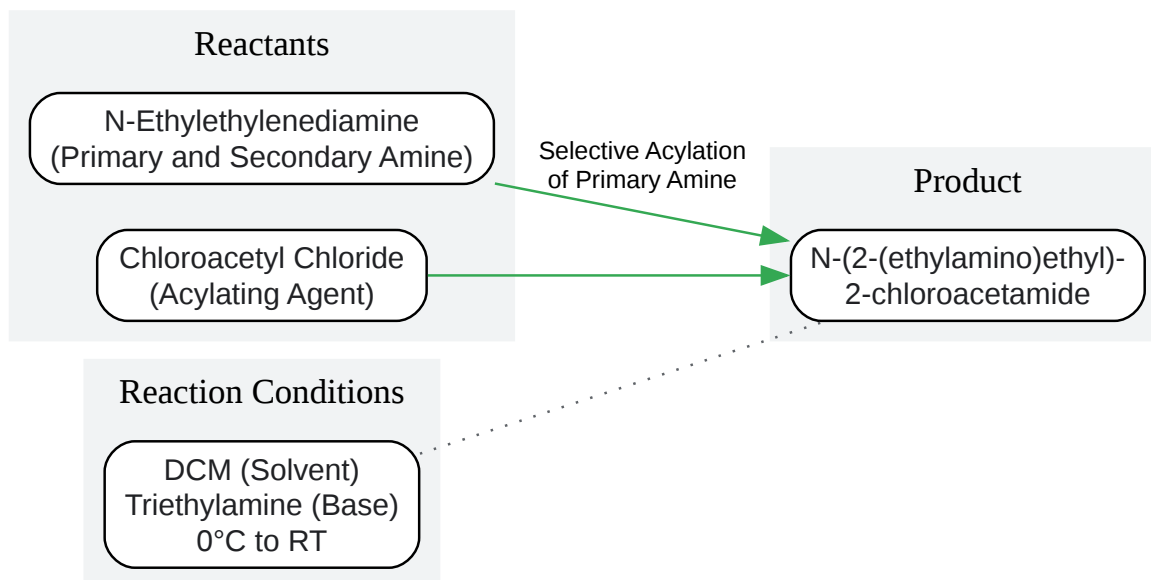 Reactants
N-Ethylethylenediamine
(Primary and Secondary Amine)
Chloroacetyl Chloride
(Acylating Agent)
Selective Acylation
of Primary Amine
Product
N-(2-(ethylamino)ethyl)-
2-chloroacetamide
Reaction Conditions
DCM (Solvent)
Triethylamine (Base)
0°C to RT